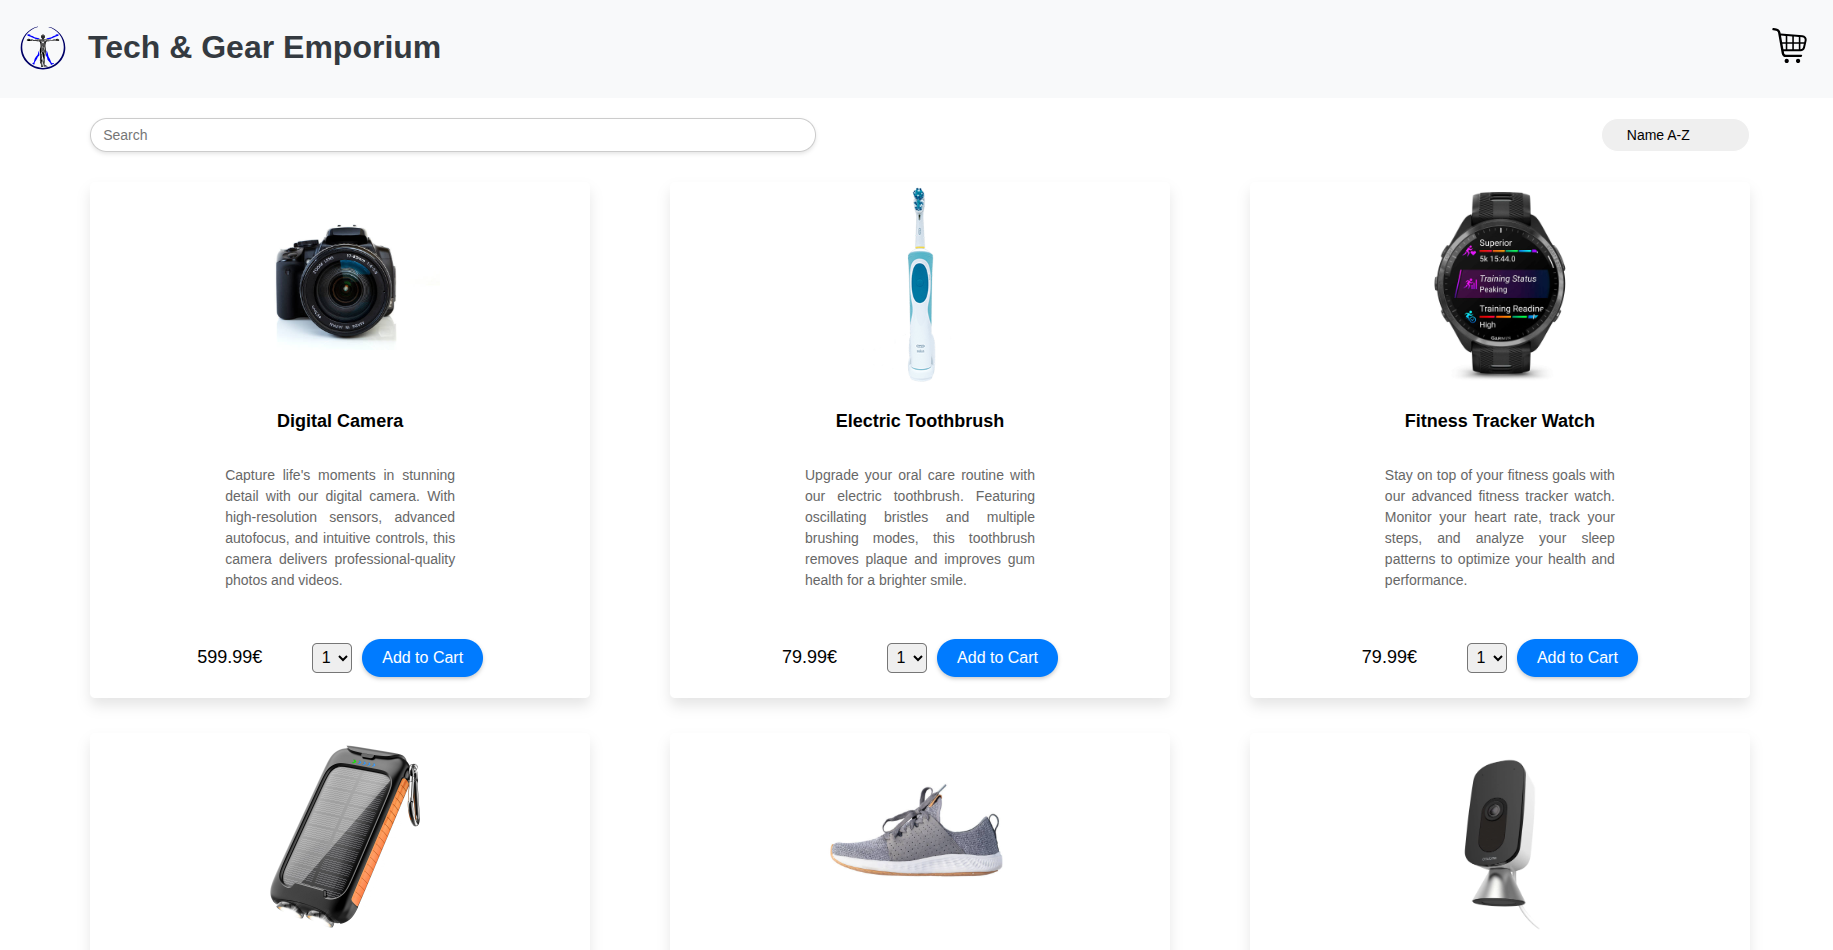 Tech & Gear Emporium
Search
Name A-Z
Superior
5k 15:44.0
Training Status
Peaking
Training Readine
High
GARMIN
Digital Camera
Electric Toothbrush
Fitness Tracker Watch
Capture life's moments in stunning
detail with our digital camera. With
high-resolution sensors, advanced
autofocus, and intuitive controls, this
camera delivers professional-quality
photos and videos.
Upgrade your oral care routine with
our electric toothbrush. Featuring
oscillating bristles and multiple
brushing modes, this toothbrush
removes plaque and improves gum
health for a brighter smile.
Stay on top of your fitness goals with
our advanced fitness tracker watch.
Monitor your heart rate, track your
steps, and analyze your sleep
patterns to optimize your health and
performance.
599.99€ 1 Add to Cart
79.99€ 1 Add to Cart
79.99€ 1 Add to Cart